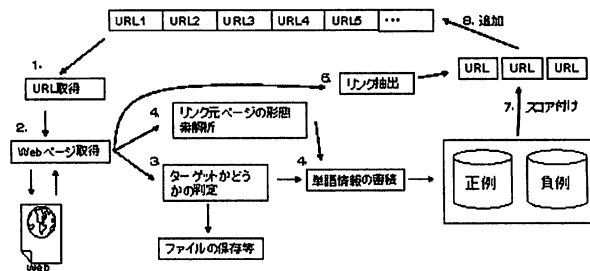 URL1 URL2 URL3 URL4 URL5 ...
8. 追加
1.
URL取得
6.
リンク抽出
URL URL URL
2.
Webページ取得
4.
リンク元ページの形態
素解析
7. スコア付け
3.
ターゲットかどう
かの判定
4.
単語情報の蓄積
正例 負例
ファイルの保存等
Web